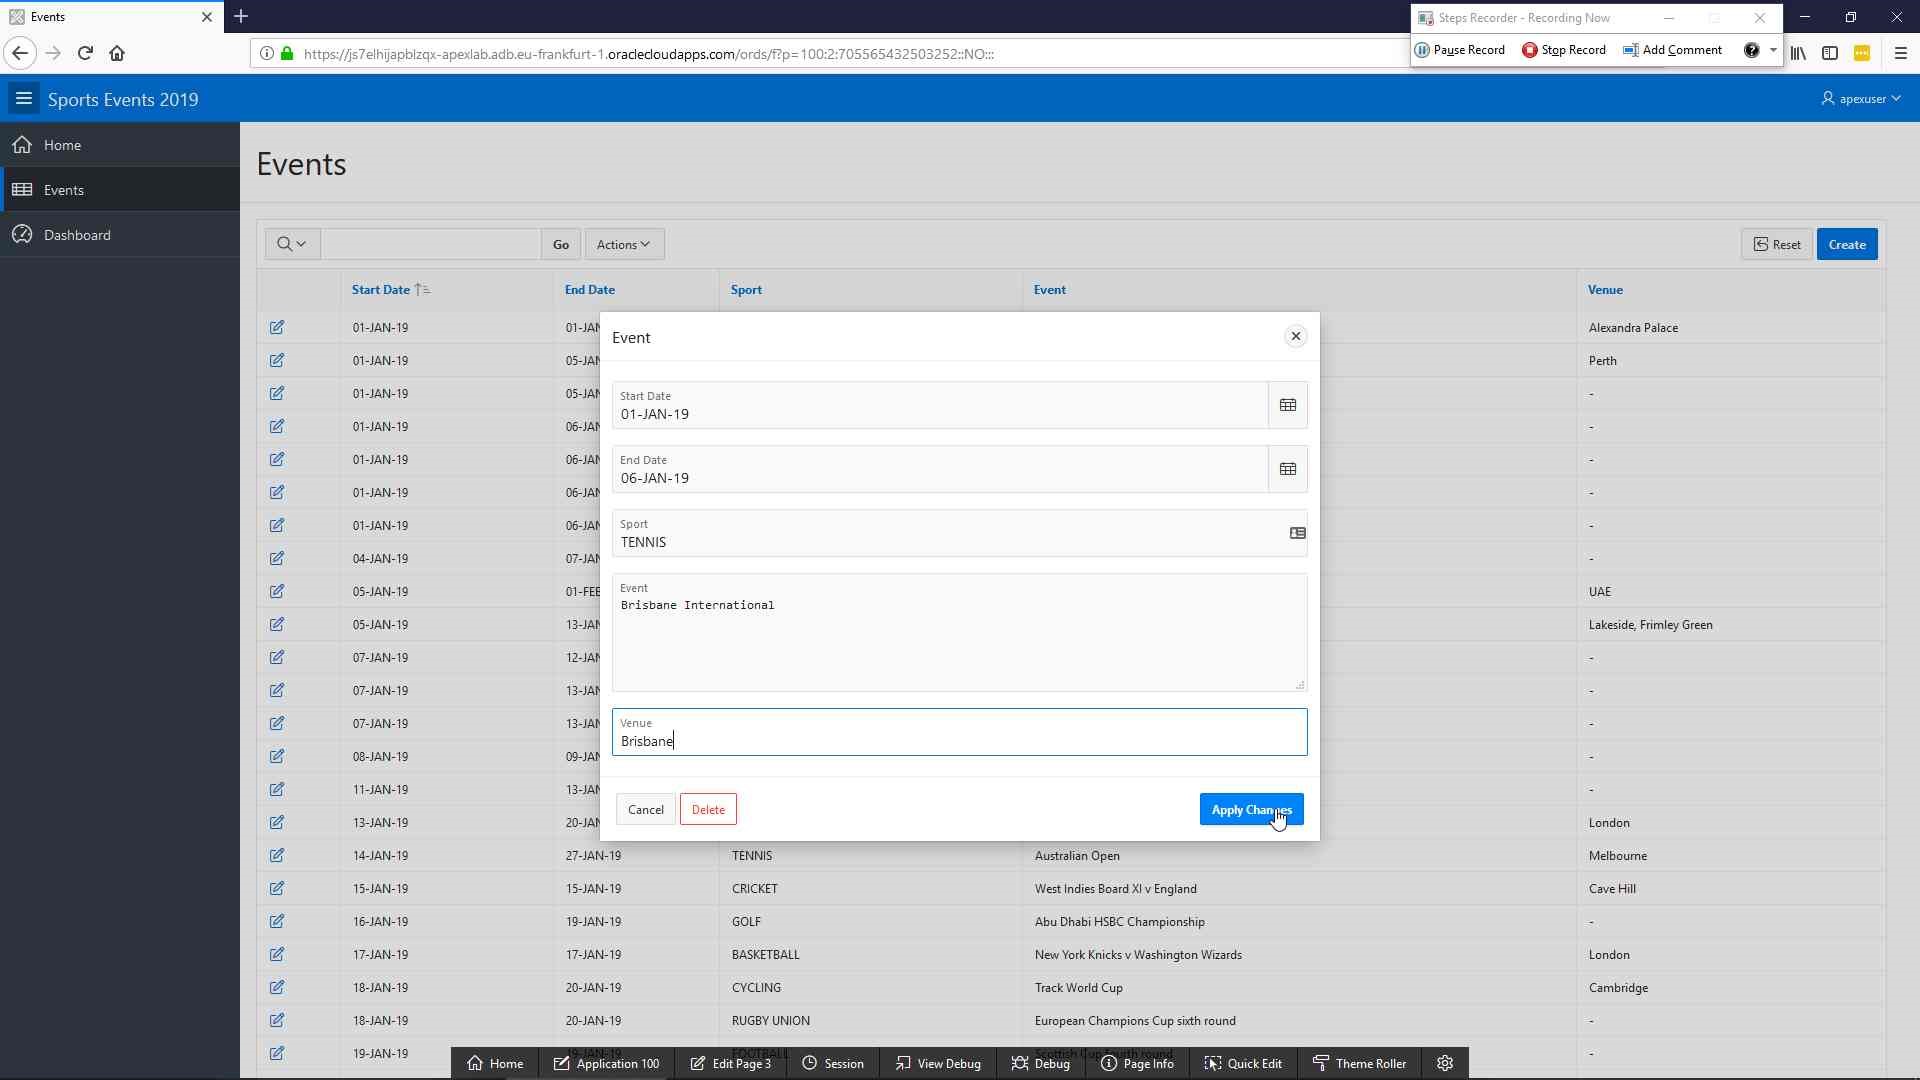 Events
Steps Recorder - Recording Now
https://js7elhijapblzqx-apexlab.adb.eu-frankfurt-1.oraclecloudapps.com/ords/f?p=100:2:705565432503252::NO:::
Pause Record Stop Record Add Comment
Sports Events 2019
apexuser
Home
Events
Dashboard
Events
Go Actions Reset Create
Start Date End Date Sport Event Venue
01-JAN-19 01-JAN Alexandra Palace
01-JAN-19 05-JAN Perth
01-JAN-19 05-JAN -
01-JAN-19 06-JAN -
01-JAN-19 06-JAN -
01-JAN-19 06-JAN -
01-JAN-19 06-JAN -
04-JAN-19 07-JAN -
05-JAN-19 01-FEB UAE
05-JAN-19 13-JAN Lakeside, Frimley Green
07-JAN-19 12-JAN -
07-JAN-19 13-JAN -
07-JAN-19 13-JAN -
08-JAN-19 09-JAN -
11-JAN-19 13-JAN -
13-JAN-19 20-JAN London
14-JAN-19 27-JAN-19 TENNIS Australian Open Melbourne
15-JAN-19 15-JAN-19 CRICKET West Indies Board XI v England Cave Hill
16-JAN-19 19-JAN-19 GOLF Abu Dhabi HSBC Championship -
17-JAN-19 17-JAN-19 BASKETBALL New York Knicks v Washington Wizards London
18-JAN-19 20-JAN-19 CYCLING Track World Cup Cambridge
18-JAN-19 20-JAN-19 RUGBY UNION European Champions Cup sixth round -
19-JAN-19 19-JAN-19 FOOTBALL Scottish Cup fourth round -
Event
Start Date
01-JAN-19
End Date
06-JAN-19
Sport
TENNIS
Event
Brisbane International
Venue
Brisbane
Cancel Delete Apply Changes
Home Application 100 Edit Page 3 Session View Debug Debug Page Info Quick Edit Theme Roller